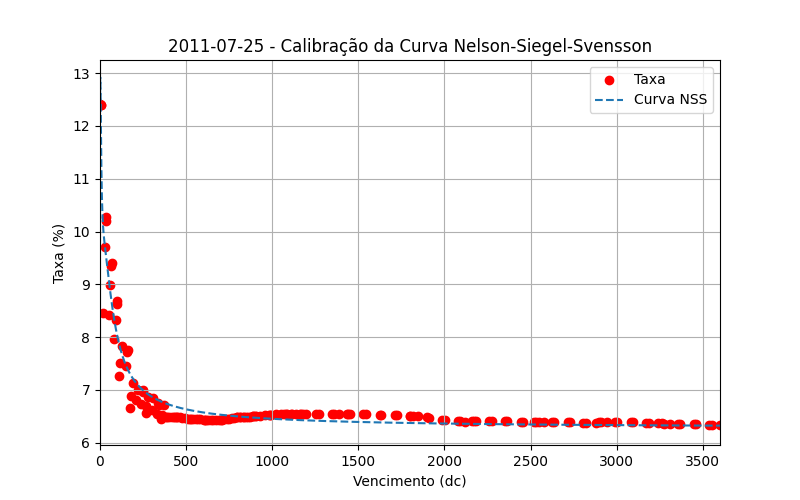 2011-07-25 - Calibração da Curva Nelson-Siegel-Svensson
Taxa
Curva NSS
13
12
11
10
9
8
7
6
Taxa (%)
0 500 1000 1500 2000 2500 3000 3500
Vencimento (dc)